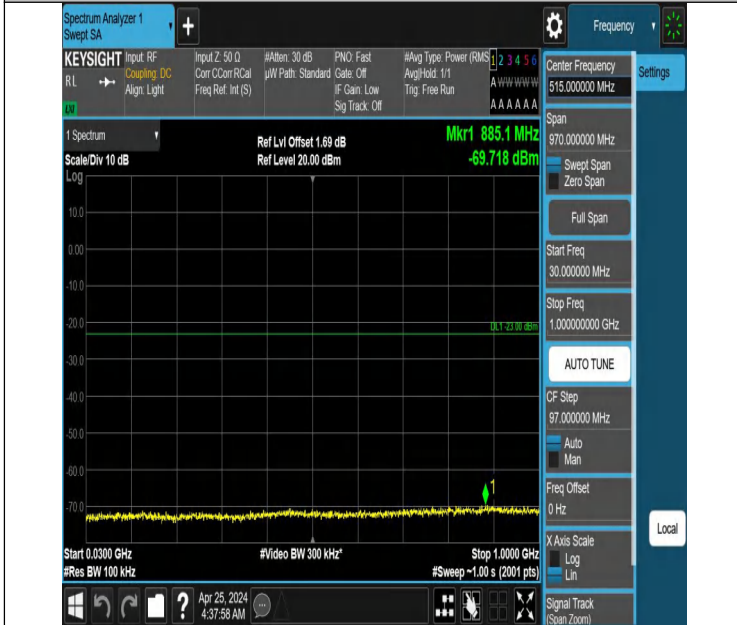 Spectrum Analyzer 1
Swept SA
+
Frequency
KEYSIGHT
RL
Input: RF
Coupling: DC
Align: Light
Input Z: 50 Ω
Corr CCorr RCal
Freq Ref: Int (S)
#Atten: 30 dB
µW Path: Standard
PNO: Fast
Gate: Off
IF Gain: Low
Sig Track: Off
#Avg Type: Power (RMS
Avg|Hold: 1/1
Trig: Free Run
1 2 3 4 5 6
A W W W W W
A A A A A A
1 Spectrum
Scale/Div 10 dB
Ref Lvl Offset 1.69 dB
Ref Level 20.00 dBm
Mkr1 885.1 MHz
-69.718 dBm
Log
10.0
0.00
-10.0
-20.0
DL1 -23.00 dBm
-30.0
-40.0
-50.0
-60.0
1
-70.0
Start 0.0300 GHz
#Res BW 100 kHz
#Video BW 300 kHz*
Stop 1.0000 GHz
#Sweep ~1.00 s (2001 pts)
?
Apr 25, 2024
4:37:58 AM
Center Frequency
515.000000 MHz
Span
970.000000 MHz
Swept Span
Zero Span
Full Span
Start Freq
30.000000 MHz
Stop Freq
1.000000000 GHz
AUTO TUNE
CF Step
97.000000 MHz
Auto
Man
Freq Offset
0 Hz
X Axis Scale
Log
Lin
Signal Track
(Span Zoom)
Settings
Local